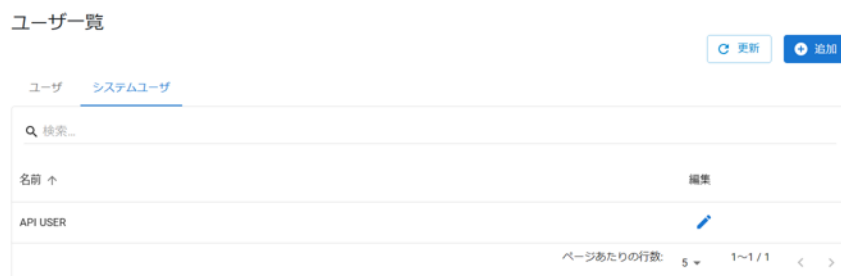 ユーザ一覧
更新 追加
ユーザ システムユーザ
検索...
名前 ↑ 編集
API USER
ページあたりの行数: 5 1~1 / 1